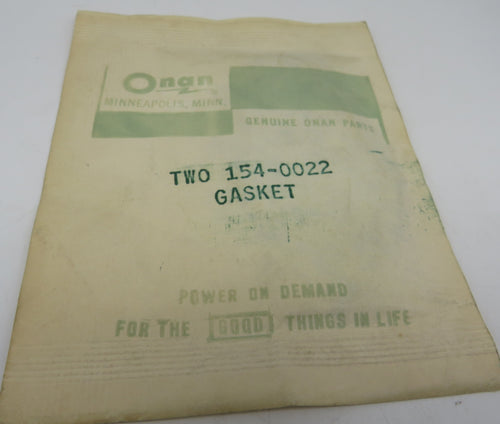 Onan
MINNEAPOLIS, MINN.
GENUINE ONAN PARTS
TWO 154-0022
GASKET
POWER ON DEMAND
FOR THE GOOD THINGS IN LIFE